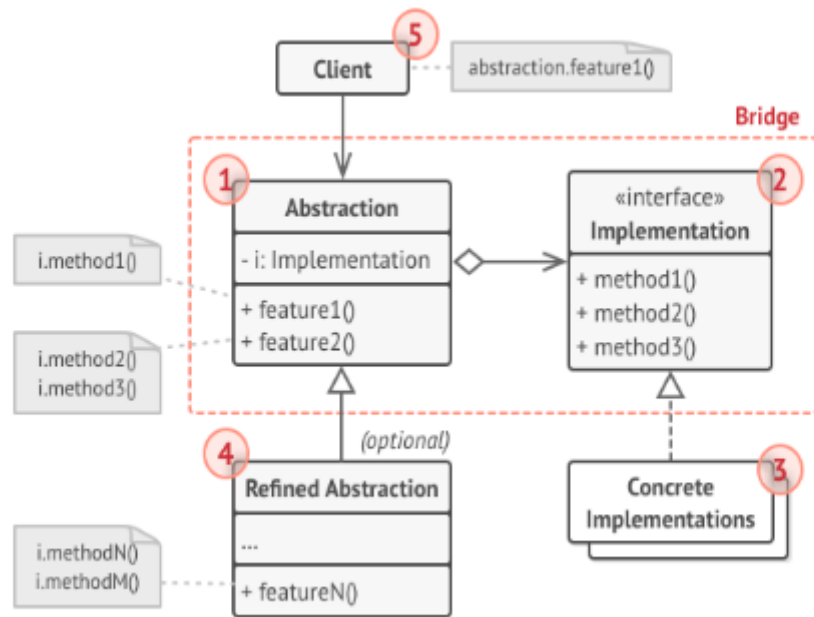 5
Client
abstraction.feature1()
Bridge
1
Abstraction
- i: Implementation
+ feature1()
+ feature2()
2
«interface»
Implementation
+ method1()
+ method2()
+ method3()
i.method1()
i.method2()
i.method3()
(optional)
4
Refined Abstraction
...
+ featureN()
3
Concrete
Implementations
i.methodN()
i.methodM()